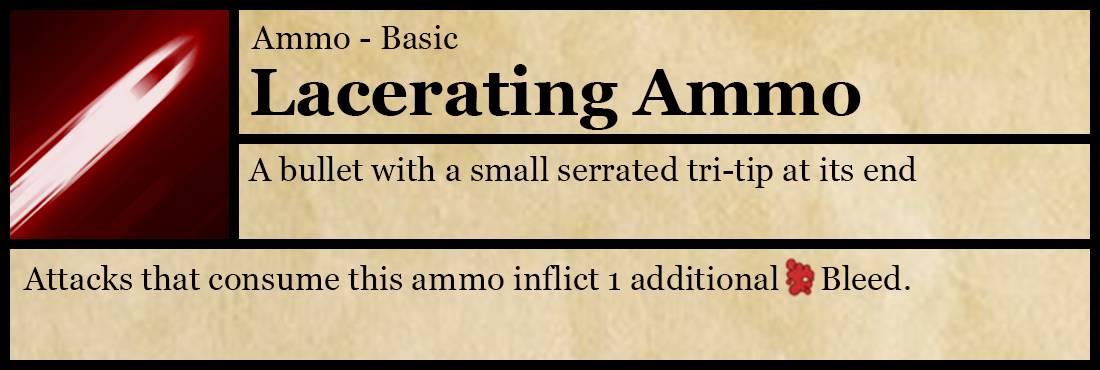 Ammo - Basic
Lacerating Ammo
A bullet with a small serrated tri-tip at its end
Attacks that consume this ammo inflict 1 additional Bleed.